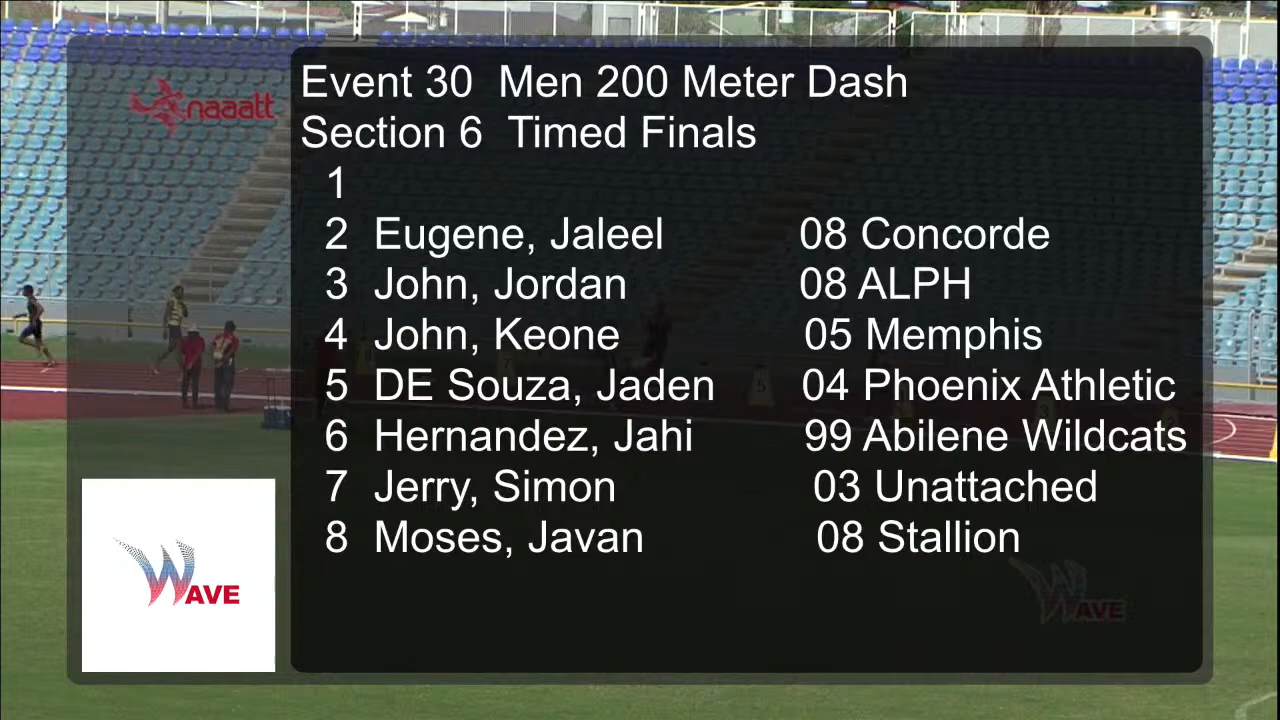 naaatt
Event 30 Men 200 Meter Dash
Section 6 Timed Finals
1
2 Eugene, Jaleel 08 Concorde
3 John, Jordan 08 ALPH
4 John, Keone 05 Memphis
5 DE Souza, Jaden 04 Phoenix Athletic
6 Hernandez, Jahi 99 Abilene Wildcats
7 Jerry, Simon 03 Unattached
8 Moses, Javan 08 Stallion
WAVE
WAVE